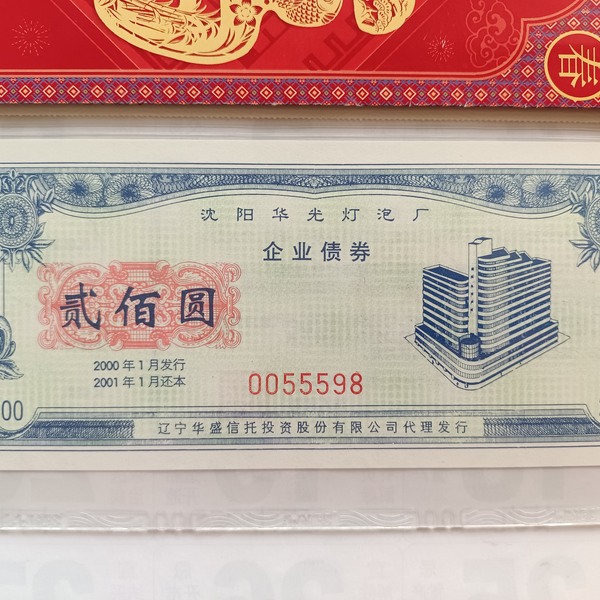 春
沈阳华光灯泡厂
企业债券
贰佰圆
2000年1月发行
2001年1月还本
0055598
00
辽宁华盛信托投资股份有限公司代理发行